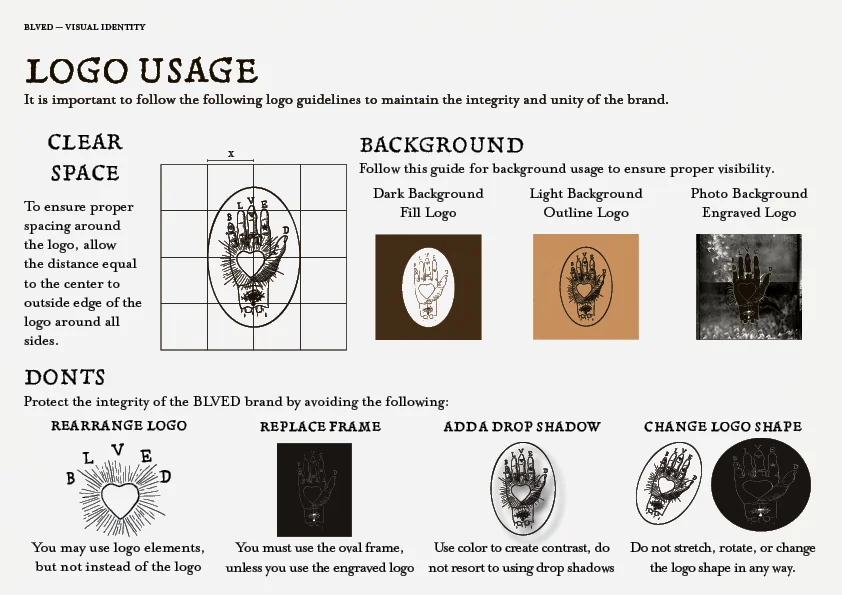 BLVED — VISUAL IDENTITY
LOGO USAGE
It is important to follow the following logo guidelines to maintain the integrity and unity of the brand.
CLEAR
SPACE
To ensure proper
spacing around
the logo, allow
the distance equal
to the center to
outside edge of the
logo around all
sides.
x
B L V E D
BACKGROUND
Follow this guide for background usage to ensure proper visibility.
Dark Background
Fill Logo
Light Background
Outline Logo
Photo Background
Engraved Logo
DONTS
Protect the integrity of the BLVED brand by avoiding the following:
REARRANGE LOGO
B L V E D
You may use logo elements,
but not instead of the logo
REPLACE FRAME
You must use the oval frame,
unless you use the engraved logo
ADD A DROP SHADOW
Use color to create contrast, do
not resort to using drop shadows
CHANGE LOGO SHAPE
Do not stretch, rotate, or change
the logo shape in any way.